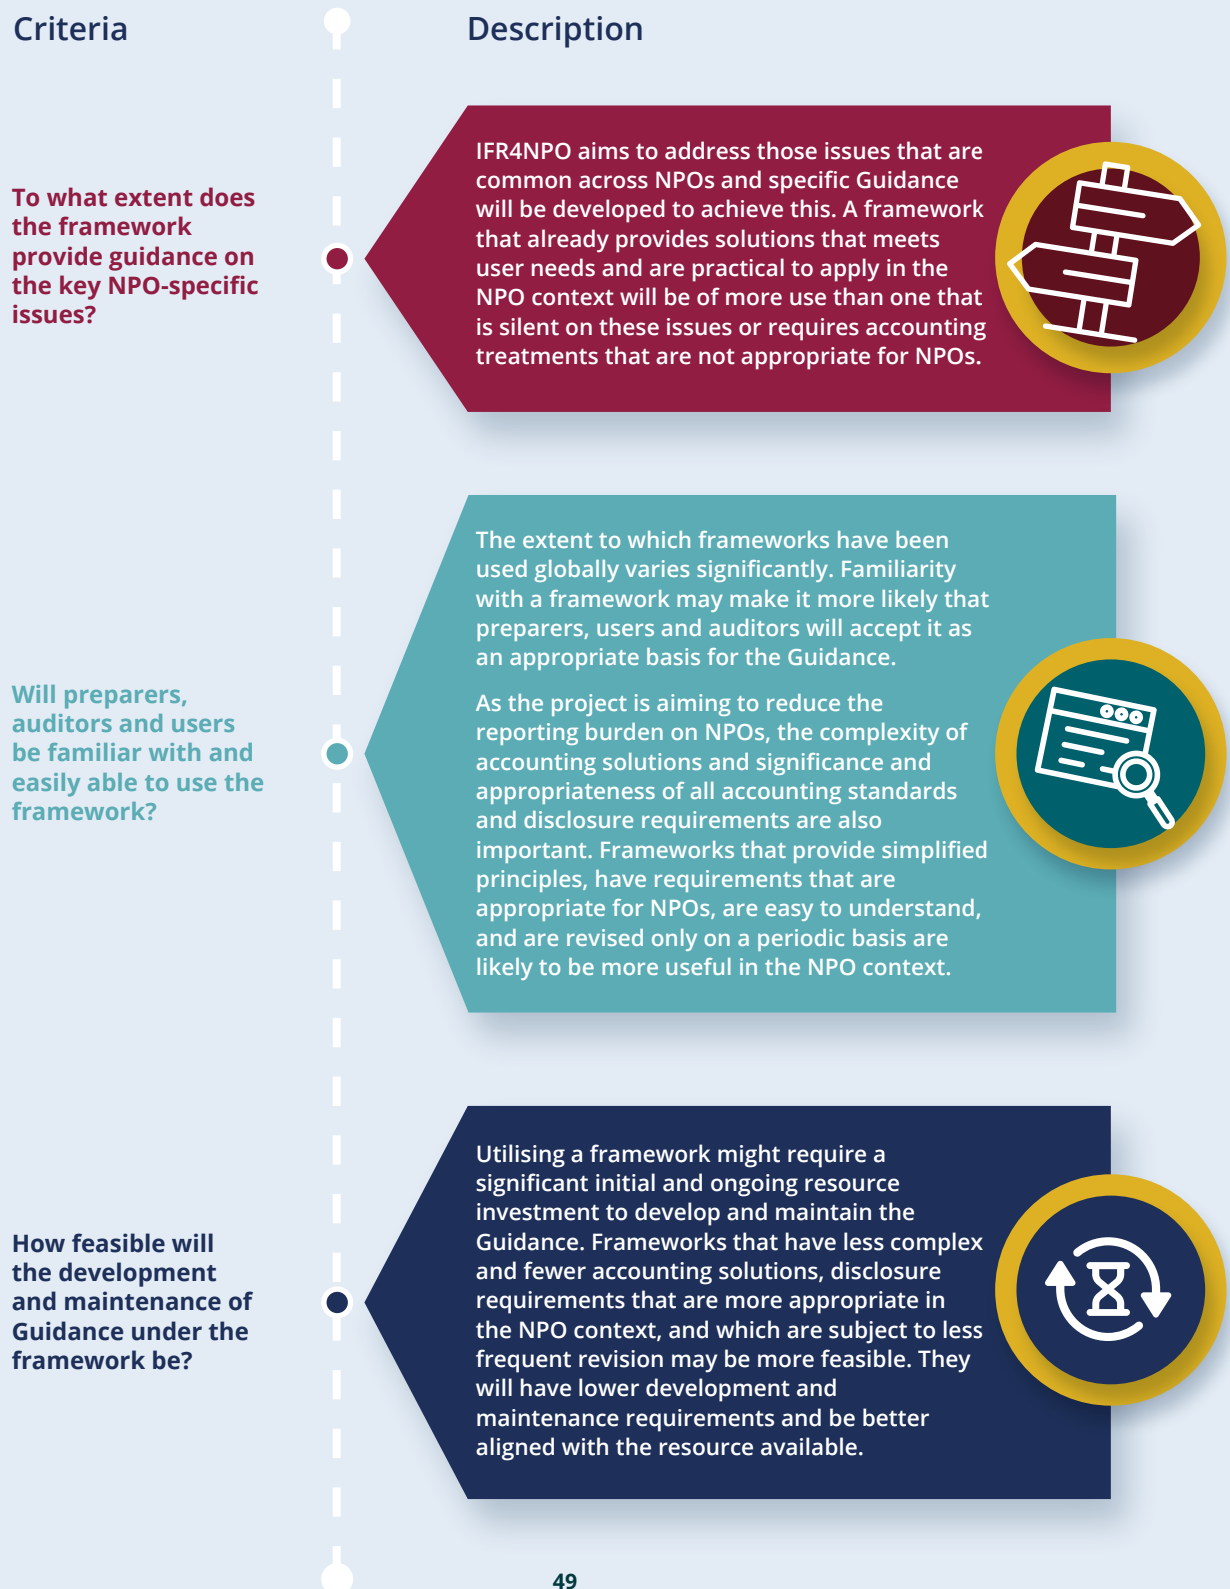 Criteria
Description
To what extent does
the framework
provide guidance on
the key NPO-specific
issues?
IFR4NPO aims to address those issues that are
common across NPOs and specific Guidance
will be developed to achieve this. A framework
that already provides solutions that meets
user needs and are practical to apply in the
NPO context will be of more use than one that
is silent on these issues or requires accounting
treatments that are not appropriate for NPOs.
Will preparers,
auditors and users
be familiar with and
easily able to use the
framework?
The extent to which frameworks have been
used globally varies significantly. Familiarity
with a framework may make it more likely that
preparers, users and auditors will accept it as
an appropriate basis for the Guidance.
As the project is aiming to reduce the
reporting burden on NPOs, the complexity of
accounting solutions and significance and
appropriateness of all accounting standards
and disclosure requirements are also
important. Frameworks that provide simplified
principles, have requirements that are
appropriate for NPOs, are easy to understand,
and are revised only on a periodic basis are
likely to be more useful in the NPO context.
How feasible will
the development
and maintenance of
Guidance under the
framework be?
Utilising a framework might require a
significant initial and ongoing resource
investment to develop and maintain the
Guidance. Frameworks that have less complex
and fewer accounting solutions, disclosure
requirements that are more appropriate in
the NPO context, and which are subject to less
frequent revision may be more feasible. They
will have lower development and
maintenance requirements and be better
aligned with the resource available.
49